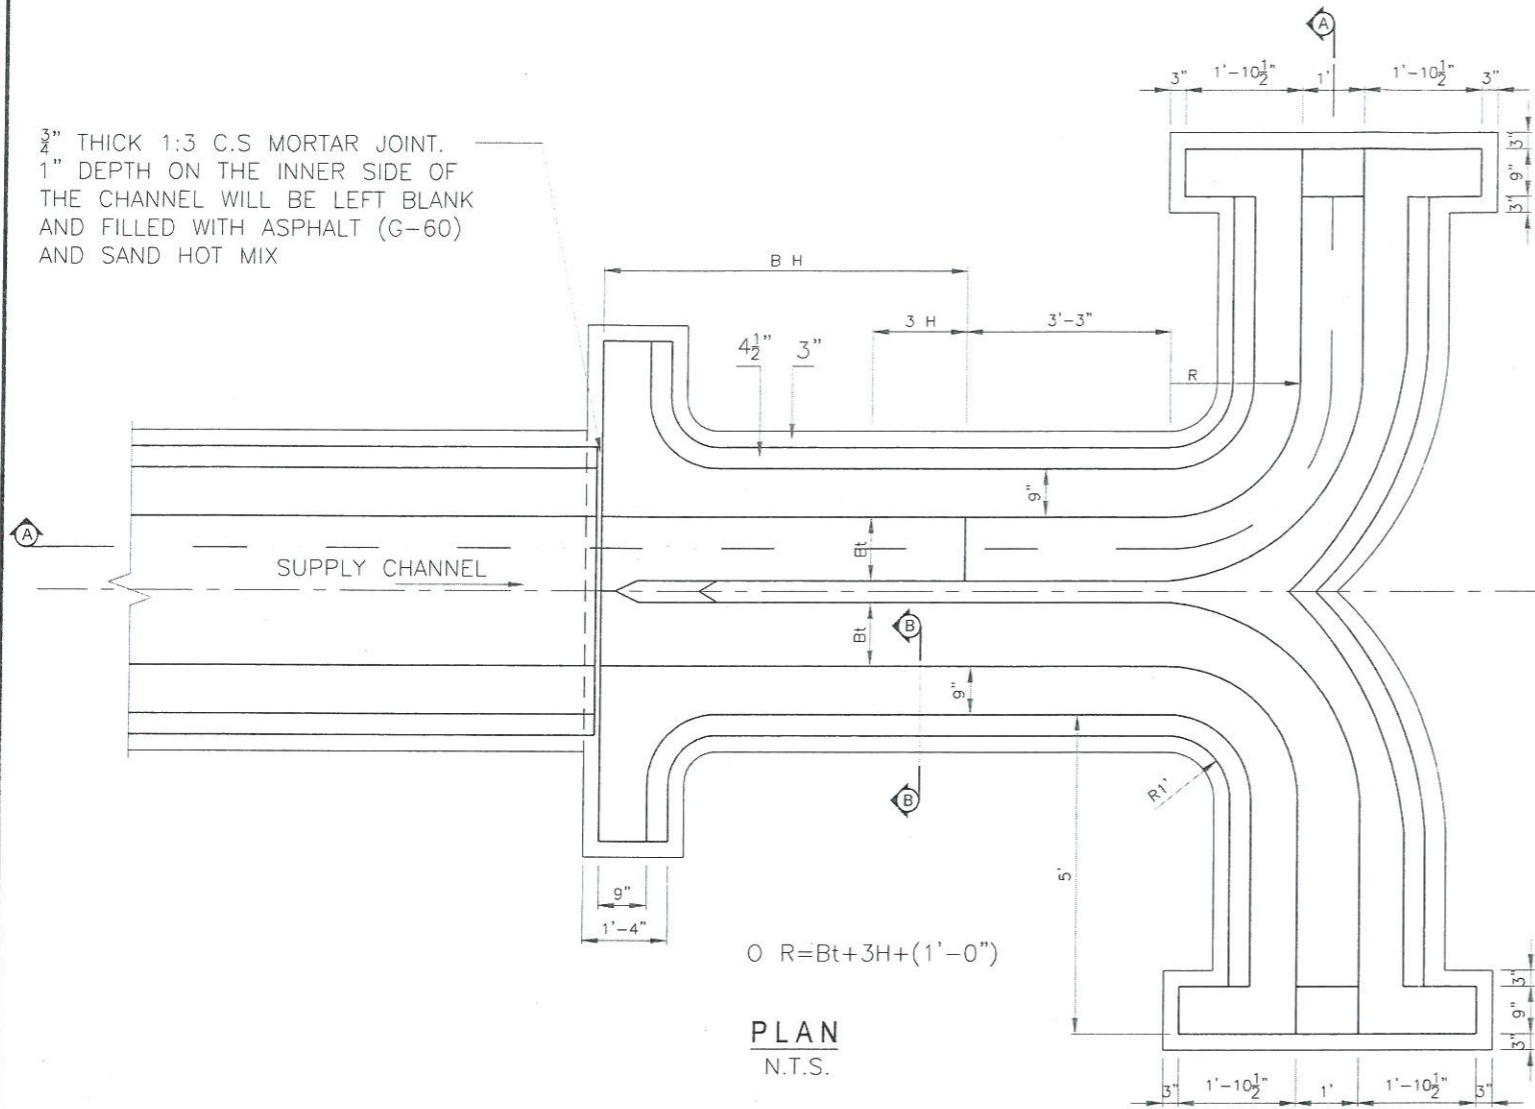 A
3" 1'-10½" 1' 1'-10½" 3"
¾" THICK 1:3 C.S MORTAR JOINT.
1" DEPTH ON THE INNER SIDE OF
THE CHANNEL WILL BE LEFT BLANK
AND FILLED WITH ASPHALT (G-60)
AND SAND HOT MIX
3"
9"
3"
B H
3 H 3'-3"
4½" 3"
R
9"
A
Bt
SUPPLY CHANNEL
B
Bt
9"
R1'
B
5'
9"
1'-4"
O R=Bt+3H+(1'-0")
3"
9"
3"
PLAN
N.T.S.
3" 1'-10½" 1' 1'-10½" 3"